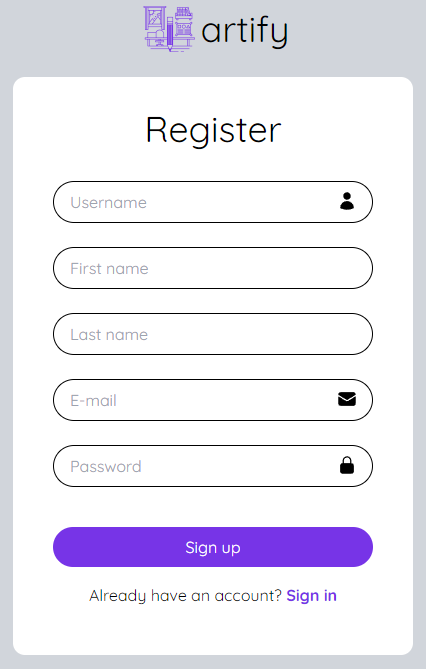 artify
Register
Username
First name
Last name
E-mail
Password
Sign up
Already have an account? Sign in